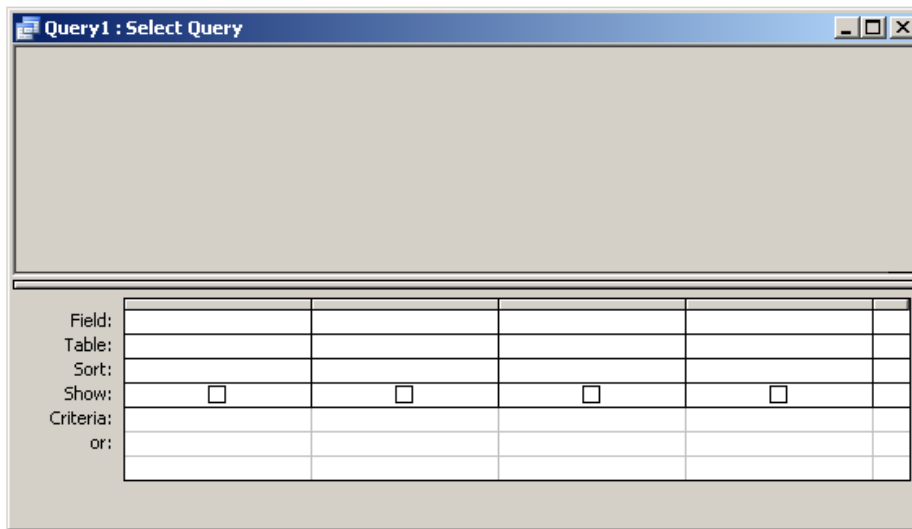 Query1 : Select Query
Field:
Table:
Sort:
Show:
Criteria:
or: